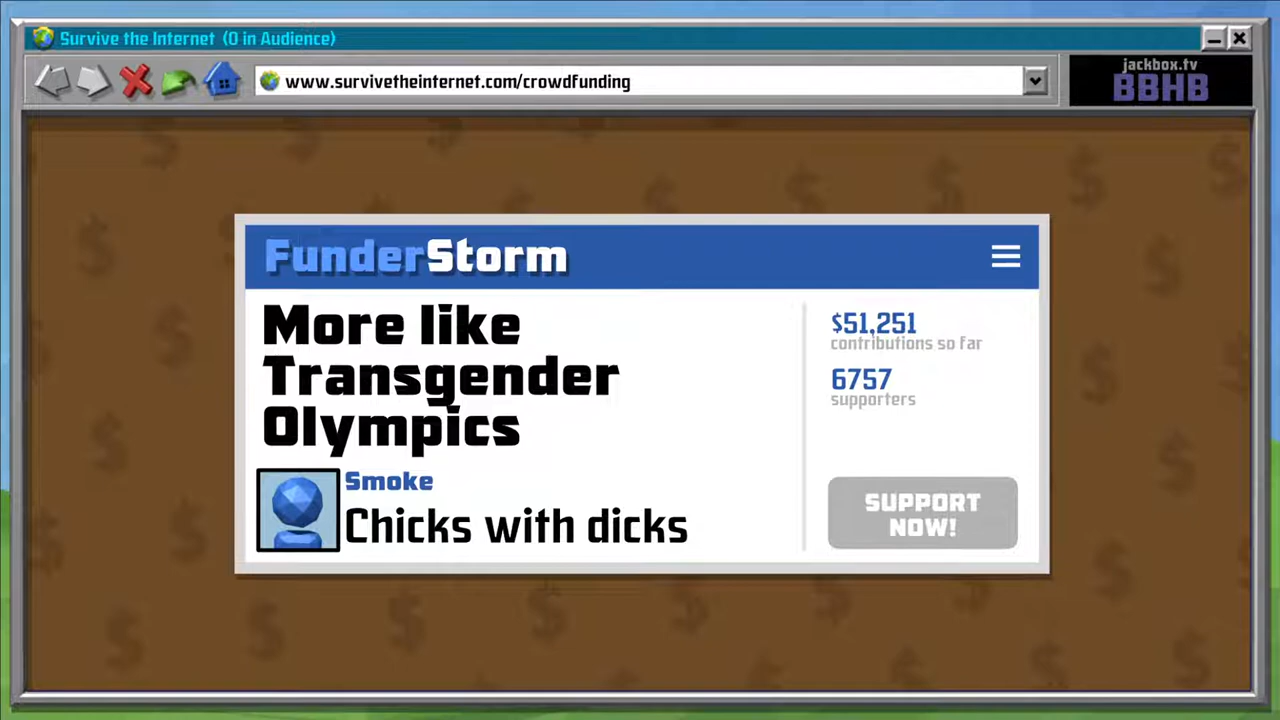 Survive the Internet (0 in Audience)
www.survivetheinternet.com/crowdfunding
jackbox.tv
BBHB
FunderStorm
More like
Transgender
Olympics
Smoke
Chicks with dicks
$51,251
contributions so far
6757
supporters
SUPPORT
NOW!